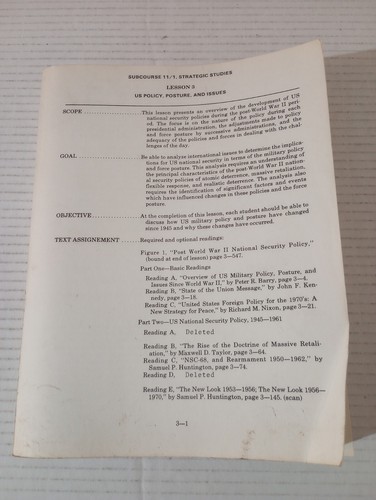 SUBCOURSE 11/1, STRATEGIC STUDIES
LESSON 5
US POLICY, POSTURE, AND ISSUES
SCOPE ............ This lesson presents an overview of the development of US
national security policies during the post-World War II peri-
od. The focus is on the nature of the policy during each
presidential administration, the adjustments made to policy
and force posture by successive administrations, and the
adequacy of the policies and forces in dealing with the chal-
lenges of the day.
GOAL ............ Be able to analyze international issues to determine the implica-
tions for US national security in terms of the military policy
and force posture. This analysis requires an understanding of
the principal characteristics of the post-World War II nation-
al security policies of atomic deterrence, massive retaliation,
flexible response, and realistic deterrence. The analysis also
requires the identification of significant factors and events
which have influenced changes in these policies and the force
posture.
OBJECTIVE ........ At the completion of this lesson, each student should be able to
discuss how US military policy and posture have changed
since 1945 and why these changes have occurred.
TEXT ASSIGNMENT ...... Required and optional readings:
Figure 1. "Post World War II National Security Policy,"
(bound at end of lesson) page 3—547.
Part One—Basic Readings
Reading A, "Overview of US Military Policy, Posture, and
Issues Since World War II," by Peter E. Barry, page 3—4.
Reading B, "State of the Union Message," by John F. Ken-
nedy, page 3—18.
Reading C, "United States Foreign Policy for the 1970's: A
New Strategy for Peace," by Richard M. Nixon, page 3—21.
Part Two—US National Security Policy, 1945—1961
Reading A, Deleted
Reading B, "The Rise of the Doctrine of Massive Retali-
ation," by Maxwell D. Taylor, page 3—64.
Reading C, "NSC-68, and Rearmament 1950—1962," by
Samuel P. Huntington, page 3—74.
Reading D, Deleted
Reading E, "The New Look 1953—1956; The New Look 1956—
1970," by Samuel P. Huntington, page 3—145. (scan)
3—1